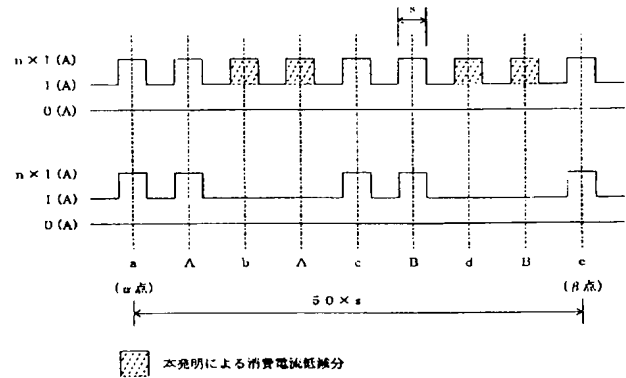 s
n × I (A)
I (A)
0 (A)
n × I (A)
I (A)
0 (A)
a A b A c B d B e
(α点) (β点)
50 × s
本発明による消費電流低減分